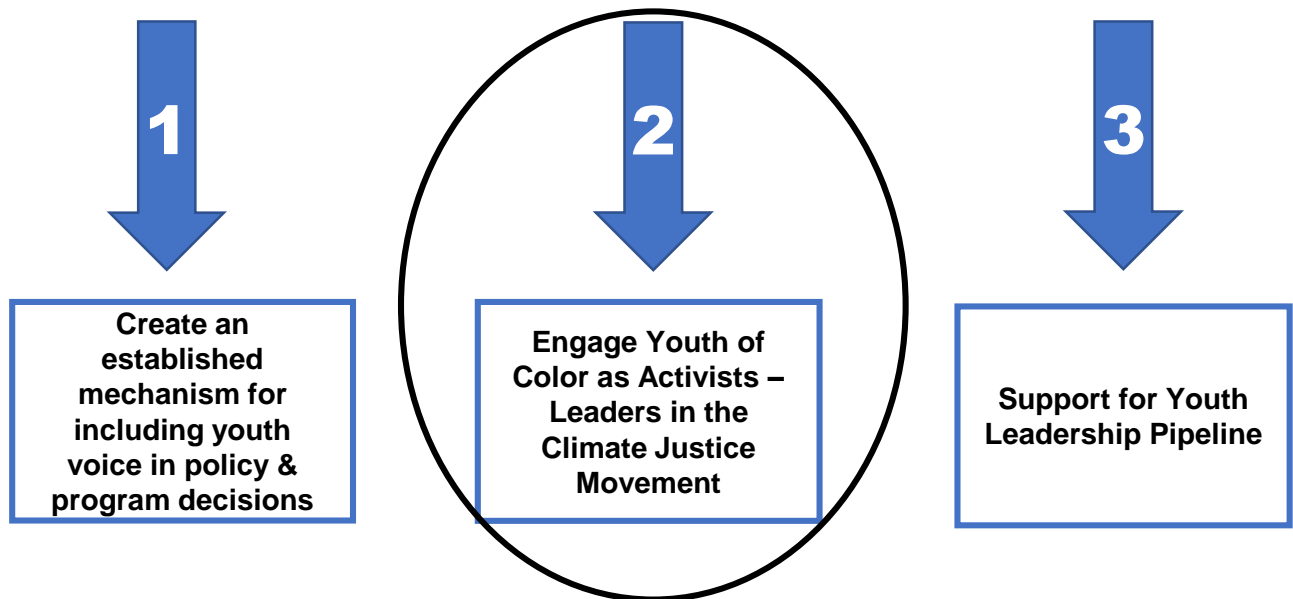 1
2
3
Create an
established
mechanism for
including youth
voice in policy &
program decisions
Engage Youth of
Color as Activists –
Leaders in the
Climate Justice
Movement
Support for Youth
Leadership Pipeline